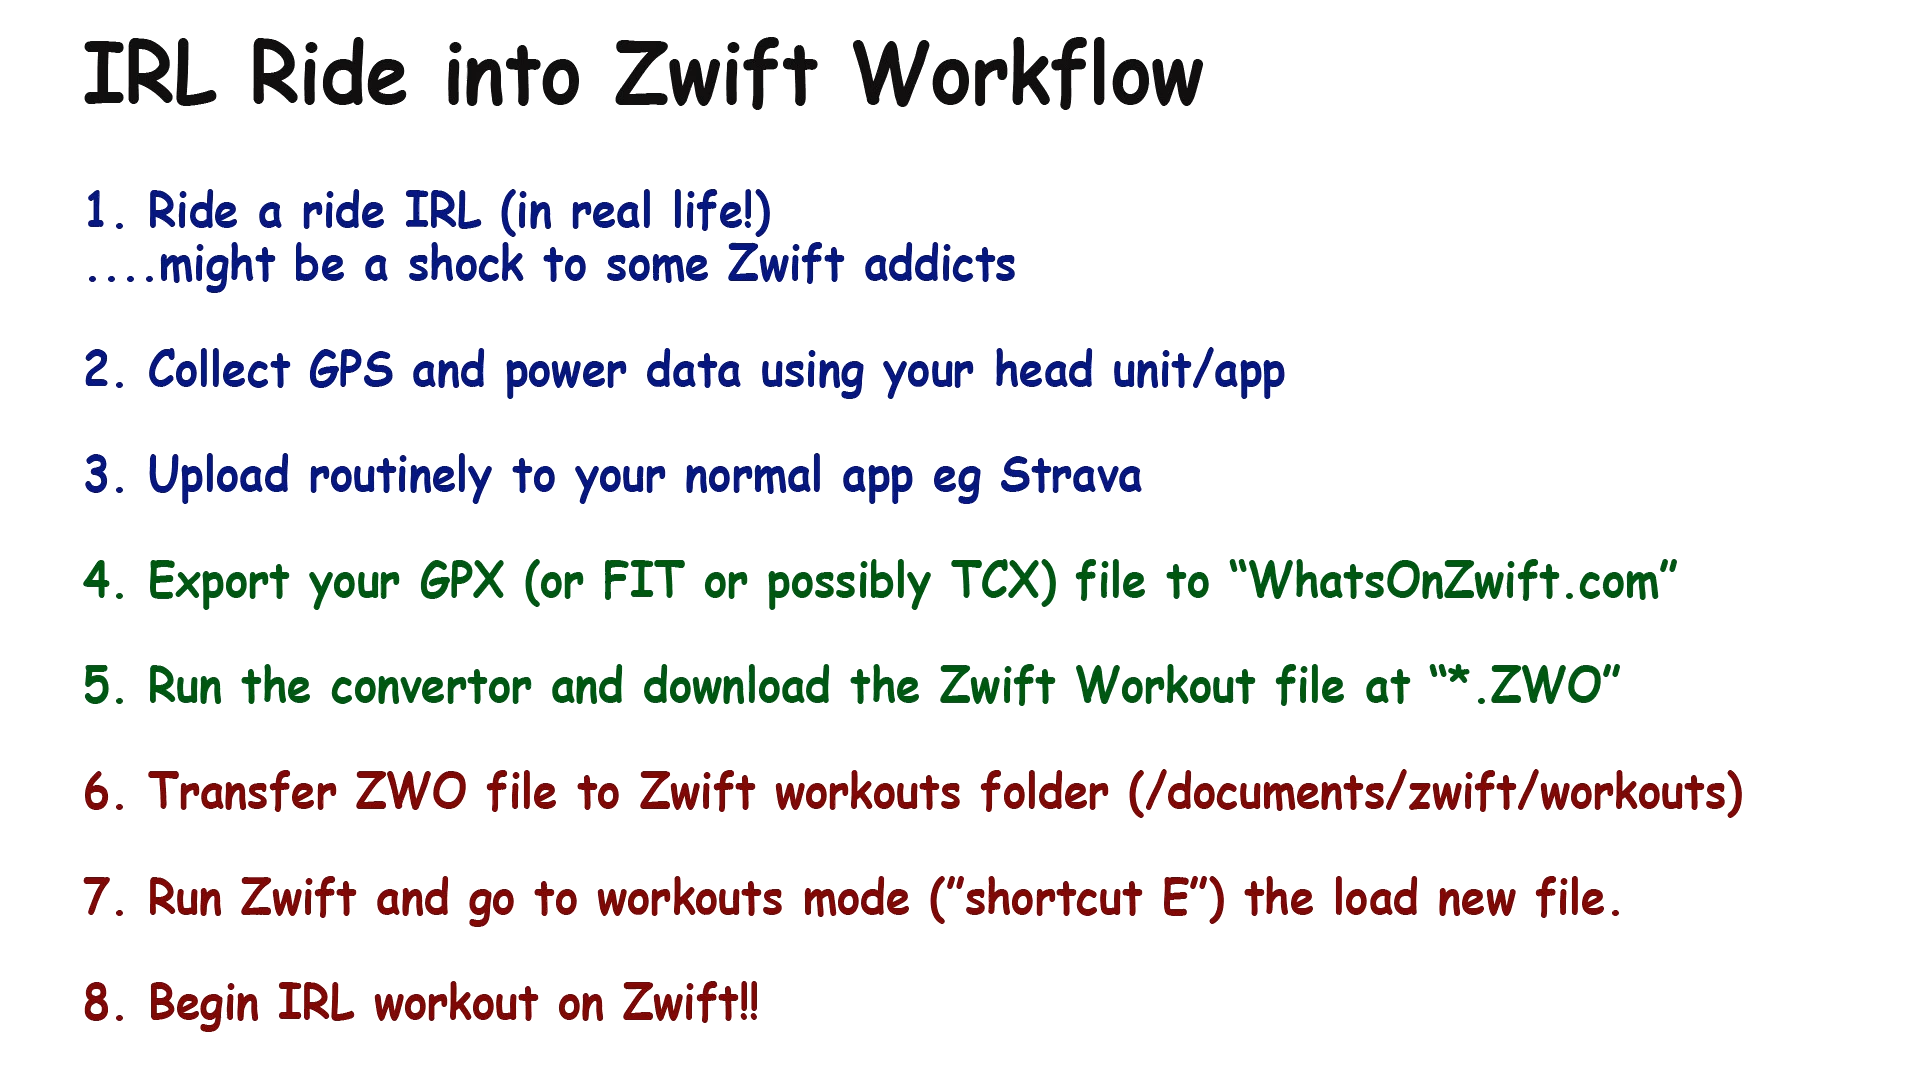 IRL Ride into Zwift Workflow
1. Ride a ride IRL (in real life!)
....might be a shock to some Zwift addicts
2. Collect GPS and power data using your head unit/app
3. Upload routinely to your normal app eg Strava
4. Export your GPX (or FIT or possibly TCX) file to “WhatsOnZwift.com”
5. Run the convertor and download the Zwift Workout file at “*.ZWO”
6. Transfer ZWO file to Zwift workouts folder (/documents/zwift/workouts)
7. Run Zwift and go to workouts mode (”shortcut E”) the load new file.
8. Begin IRL workout on Zwift!!